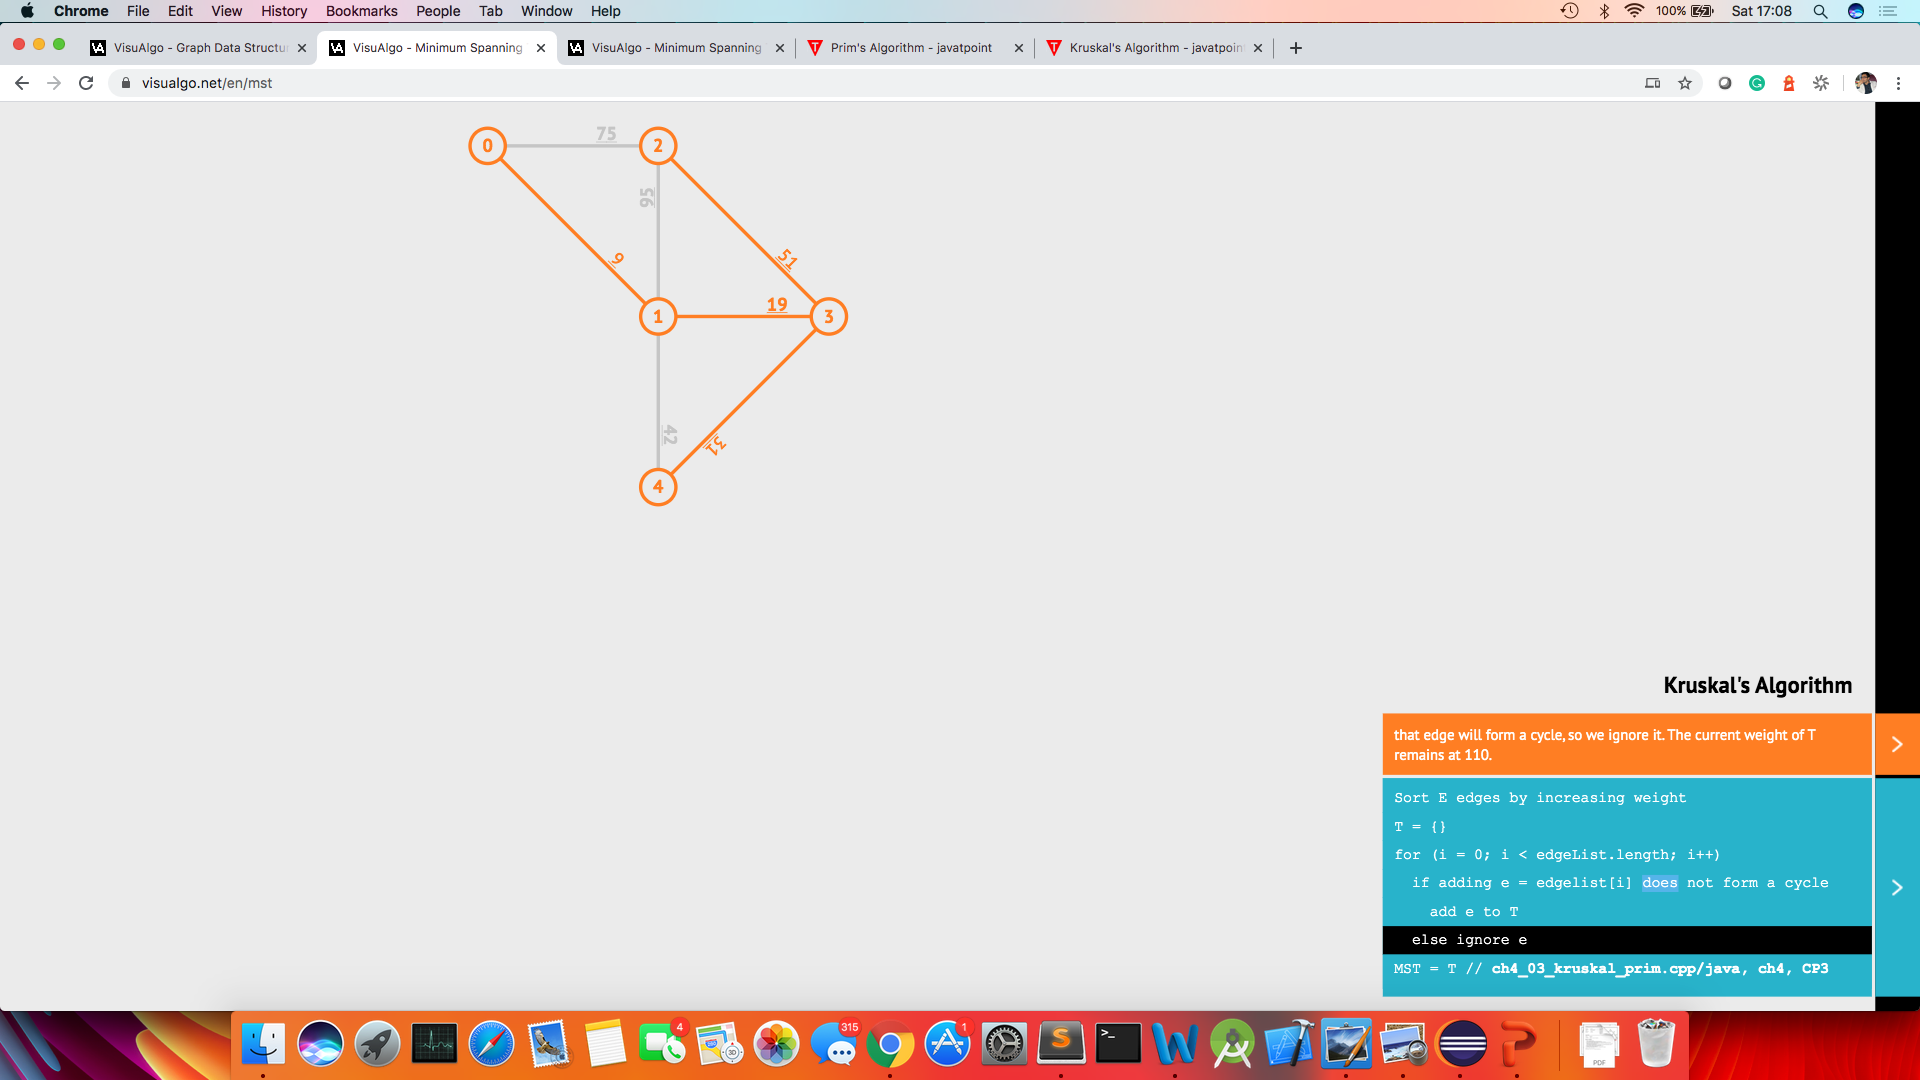 Chrome File Edit View History Bookmarks People Tab Window Help 100% Sat 17:08
VisuAlgo - Graph Data Structu VisuAlgo - Minimum Spanning VisuAlgo - Minimum Spanning Prim's Algorithm - javatpoint Kruskal's Algorithm - javatpoin
visualgo.net/en/mst
0 75 2
95
9 51
1 19 3
42 31
4
Kruskal's Algorithm
that edge will form a cycle, so we ignore it. The current weight of T
remains at 110.
Sort E edges by increasing weight
T = {}
for (i = 0; i < edgeList.length; i++)
if adding e = edgelist[i] does not form a cycle
add e to T
else ignore e
MST = T // ch4_03_kruskal_prim.cpp/java, ch4, CP3
4 3D 315 1 S >_ W PDF